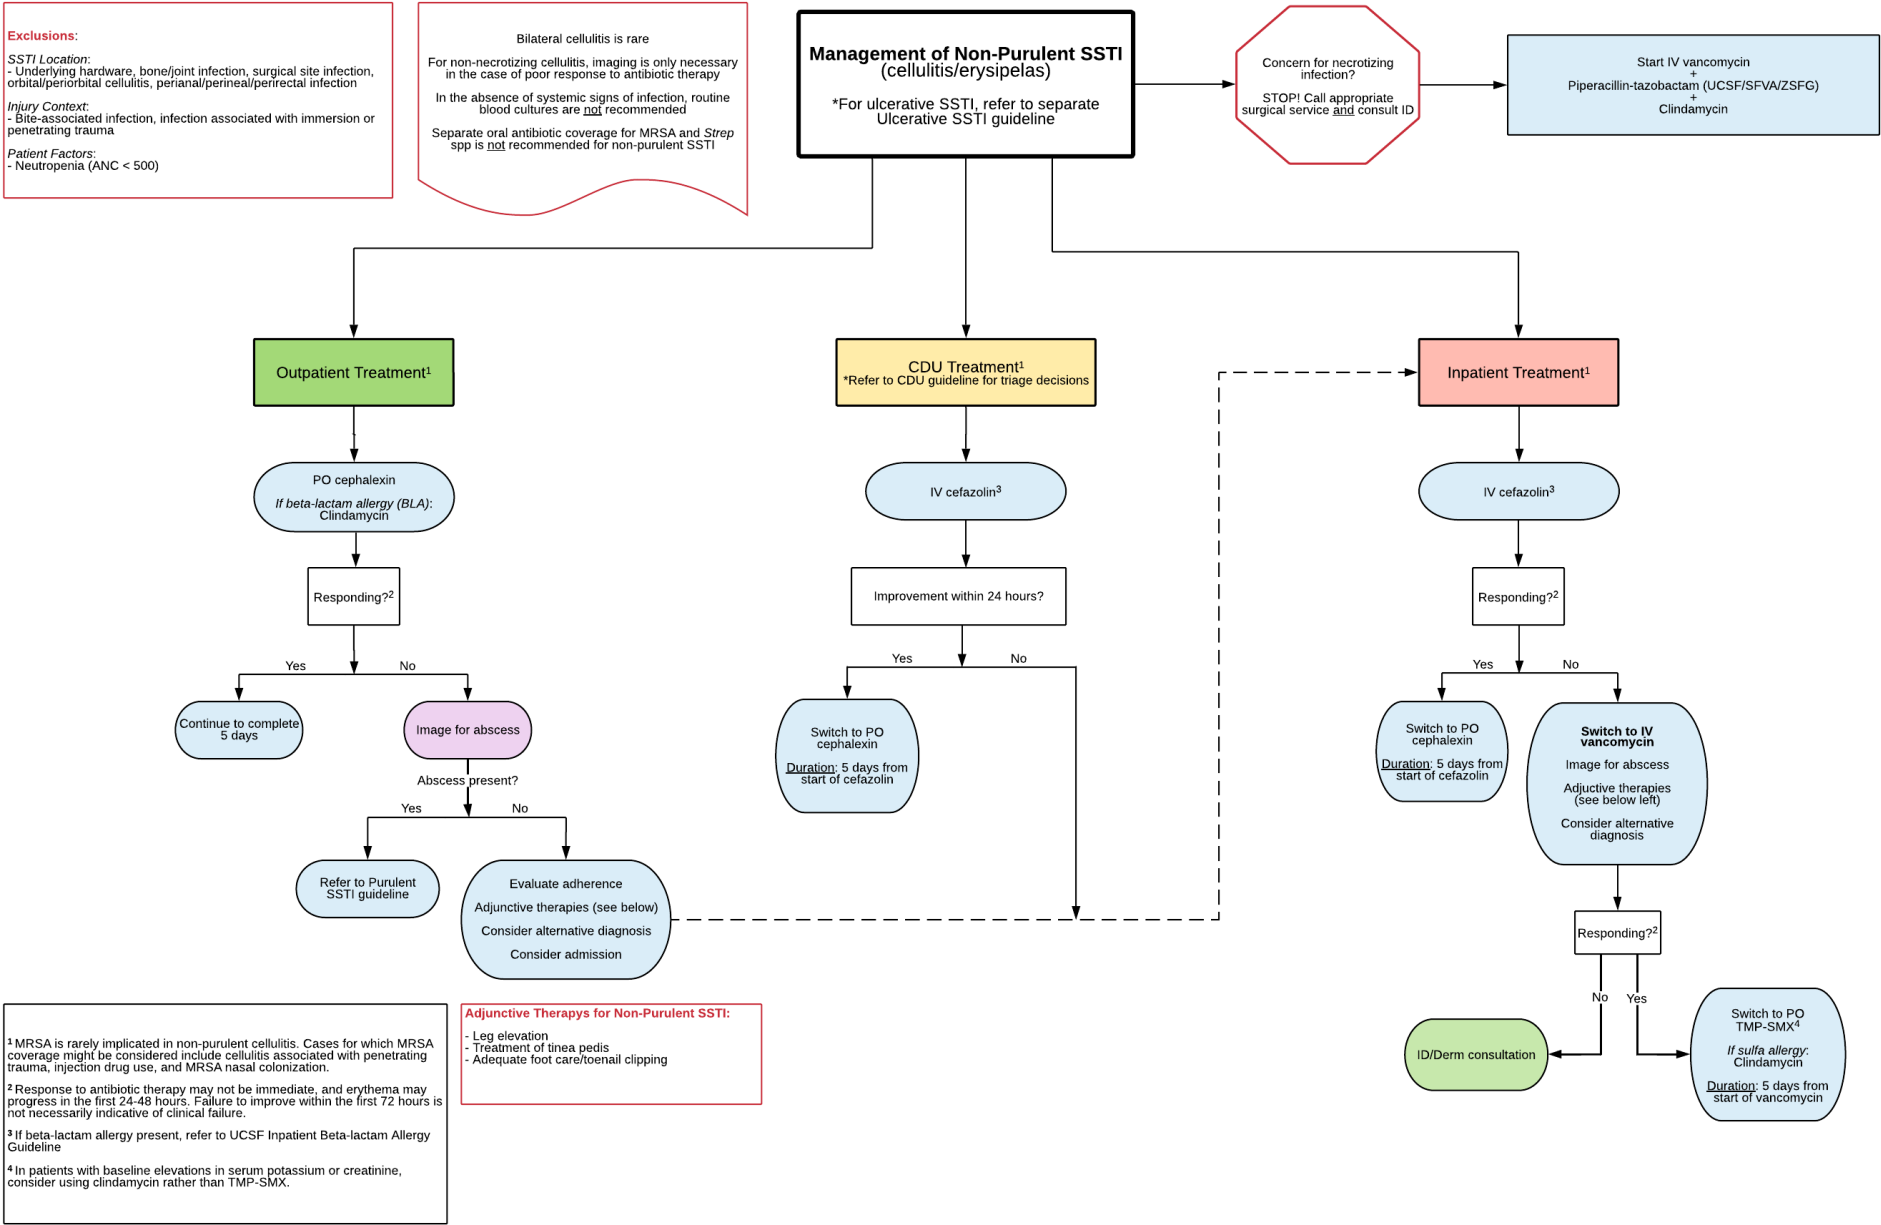 Exclusions:
SSTI Location:
- Underlying hardware, bone/joint infection, surgical site infection,
orbital/periorbital cellulitis, perianal/perineal/perirectal infection
Injury Context:
- Bite-associated infection, infection associated with immersion or
penetrating trauma
Patient Factors:
- Neutropenia (ANC < 500)
Bilateral cellulitis is rare
For non-necrotizing cellulitis, imaging is only necessary
in the case of poor response to antibiotic therapy
In the absence of systemic signs of infection, routine
blood cultures are not recommended
Separate oral antibiotic coverage for MRSA and Strep
spp is not recommended for non-purulent SSTI
Management of Non-Purulent SSTI
(cellulitis/erysipelas)
*For ulcerative SSTI, refer to separate
Ulcerative SSTI guideline
Concern for necrotizing
infection?
STOP! Call appropriate
surgical service and consult ID
Start IV vancomycin
+
Piperacillin-tazobactam (UCSF/SFVA/ZSFG)
+
Clindamycin
Outpatient Treatment¹
PO cephalexin
If beta-lactam allergy (BLA):
Clindamycin
Responding?²
Yes
No
Continue to complete
5 days
Image for abscess
Abscess present?
Yes
No
Refer to Purulent
SSTI guideline
Evaluate adherence
Adjunctive therapies (see below)
Consider alternative diagnosis
Consider admission
CDU Treatment¹
*Refer to CDU guideline for triage decisions
IV cefazolin³
Improvement within 24 hours?
Yes
No
Switch to PO
cephalexin
Duration: 5 days from
start of cefazolin
Inpatient Treatment¹
IV cefazolin³
Responding?²
Yes
No
Switch to PO
cephalexin
Duration: 5 days from
start of cefazolin
Switch to IV
vancomycin
Image for abscess
Adjuctive therapies
(see below left)
Consider alternative
diagnosis
Responding?²
No
Yes
ID/Derm consultation
Switch to PO
TMP-SMX⁴
If sulfa allergy:
Clindamycin
Duration: 5 days from
start of vancomycin
¹ MRSA is rarely implicated in non-purulent cellulitis. Cases for which MRSA
coverage might be considered include cellulitis associated with penetrating
trauma, injection drug use, and MRSA nasal colonization.
² Response to antibiotic therapy may not be immediate, and erythema may
progress in the first 24-48 hours. Failure to improve within the first 72 hours is
not necessarily indicative of clinical failure.
³ If beta-lactam allergy present, refer to UCSF Inpatient Beta-lactam Allergy
Guideline
⁴ In patients with baseline elevations in serum potassium or creatinine,
consider using clindamycin rather than TMP-SMX.
Adjunctive Therapys for Non-Purulent SSTI:
- Leg elevation
- Treatment of tinea pedis
- Adequate foot care/toenail clipping